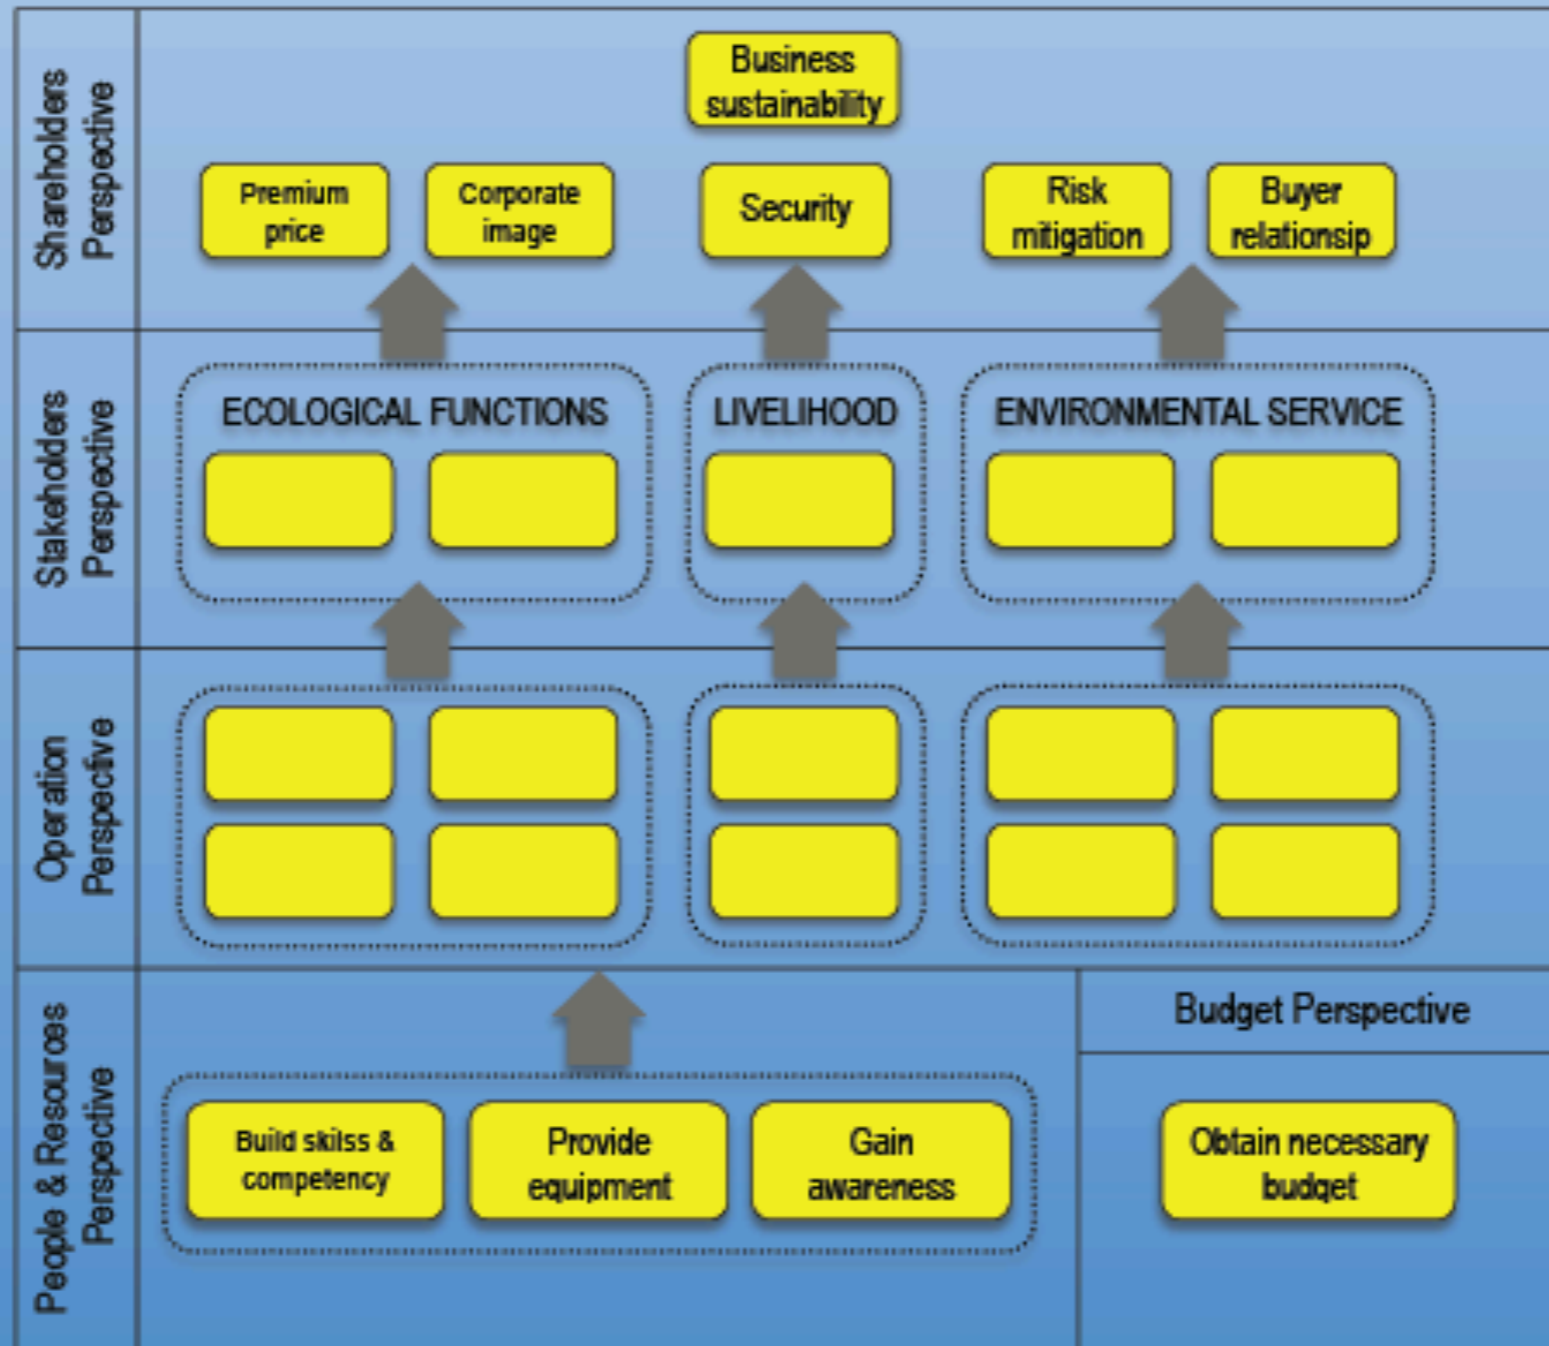 Shareholders
Perspective
Business
sustainability
Premium
price
Corporate
image
Security
Risk
mitigation
Buyer
relationsip
Stakeholders
Perspective
ECOLOGICAL FUNCTIONS
LIVELIHOOD
ENVIRONMENTAL SERVICE
Operation
Perspective
People & Resources
Perspective
Build skilss &
competency
Provide
equipment
Gain
awareness
Budget Perspective
Obtain necessary
budget